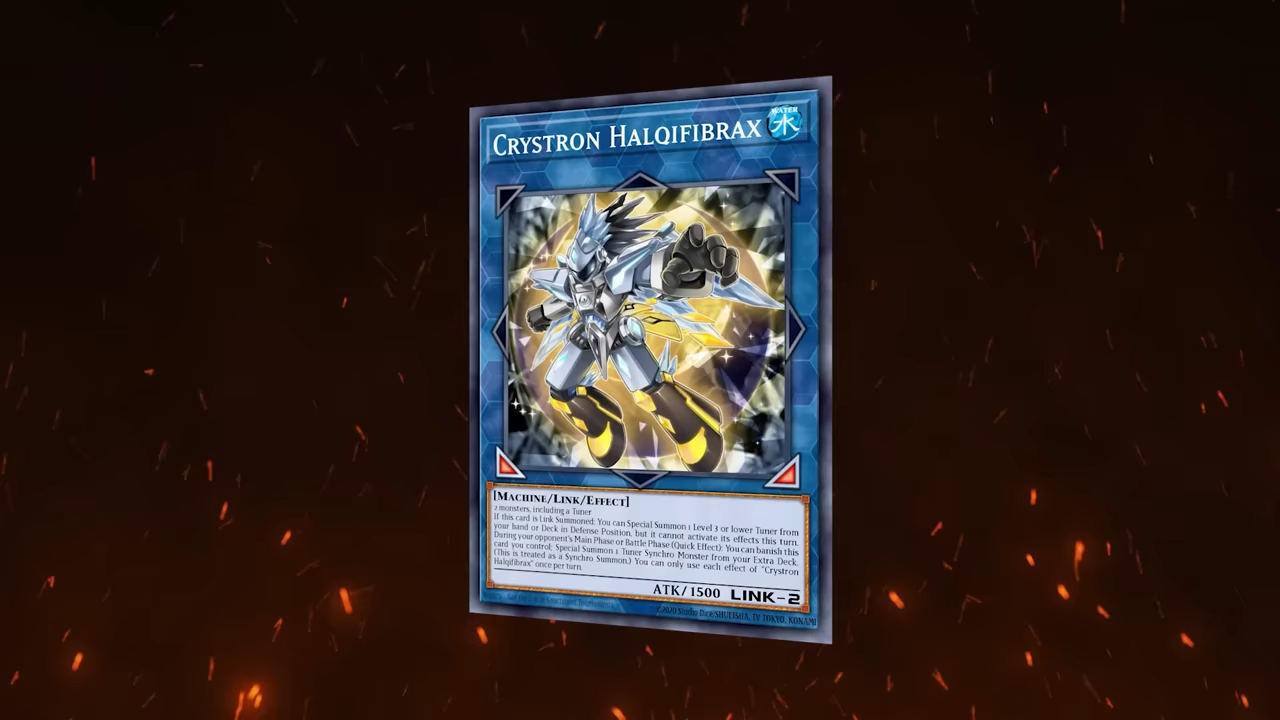 WATER
水
CRYSTRON HALQIFIBRAX
[MACHINE/LINK/EFFECT]
2 monsters, including a Tuner
If this card is Link Summoned: You can Special Summon 1 Level 3 or lower Tuner from
your hand or Deck in Defense Position, but it cannot activate its effects this turn.
During your opponent's Main Phase or Battle Phase (Quick Effect): You can banish this
card you control; Special Summon 1 Tuner Synchro Monster from your Extra Deck.
(This is treated as a Synchro Summon.) You can only use each effect of "Crystron
Halqifibrax" once per turn.
ATK/1500 LINK-2
©2020 Studio Dice/SHUEISHA, TV TOKYO, KONAMI